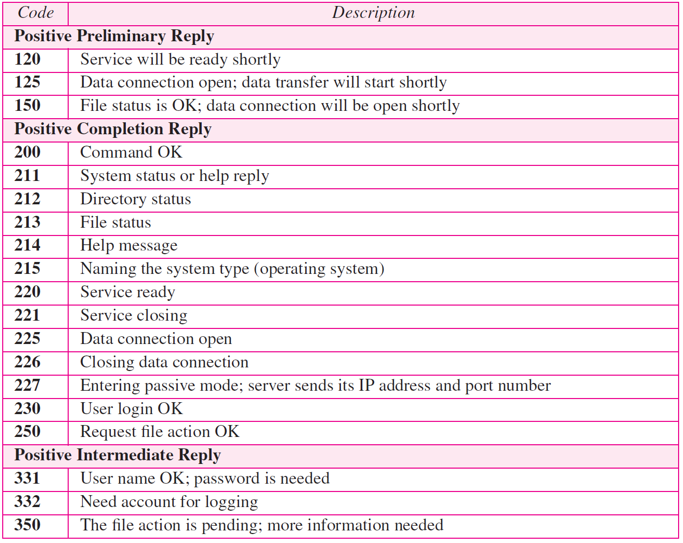 Code Description
Positive Preliminary Reply
120 Service will be ready shortly
125 Data connection open; data transfer will start shortly
150 File status is OK; data connection will be open shortly
Positive Completion Reply
200 Command OK
211 System status or help reply
212 Directory status
213 File status
214 Help message
215 Naming the system type (operating system)
220 Service ready
221 Service closing
225 Data connection open
226 Closing data connection
227 Entering passive mode; server sends its IP address and port number
230 User login OK
250 Request file action OK
Positive Intermediate Reply
331 User name OK; password is needed
332 Need account for logging
350 The file action is pending; more information needed